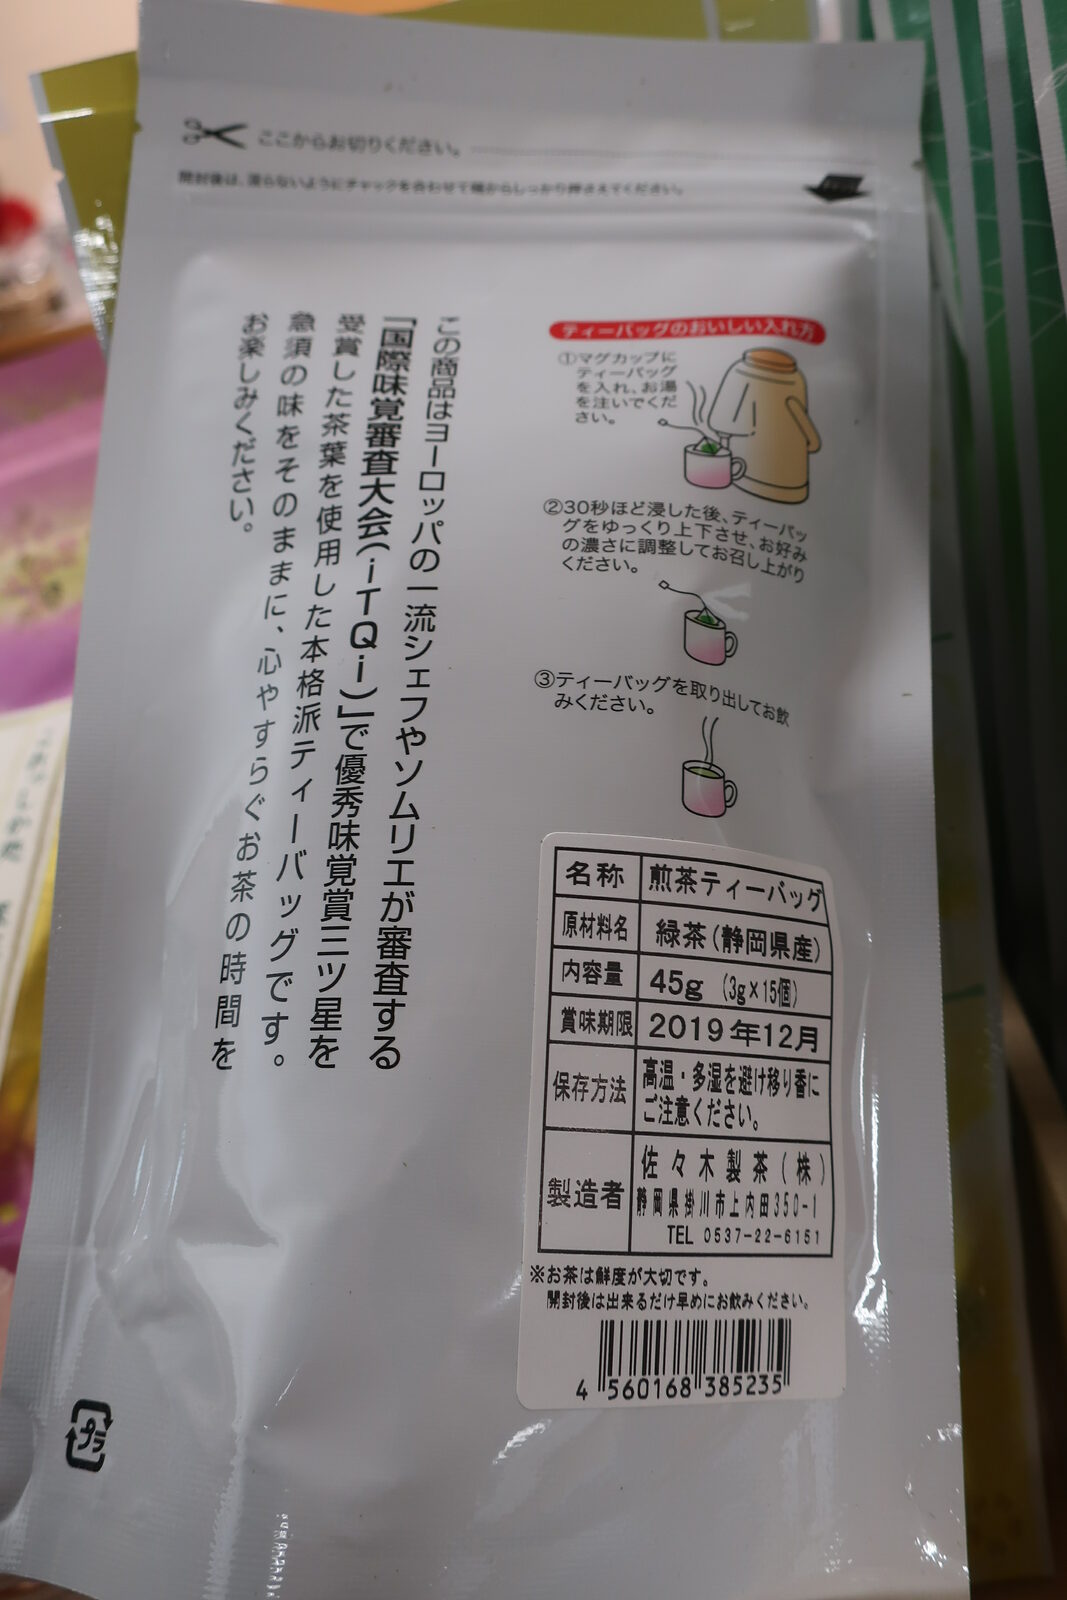 ここからお切りください。
開封後は、湿らないようにチャックを合わせて端からしっかり押さえてください。
この商品はヨーロッパの一流シェフやソムリエが審査する
「国際味覚審査大会(iTQi)」で優秀味覚賞三ツ星を
受賞した茶葉を使用した本格派ティーバッグです。
急須の味をそのままに、心やすらぐお茶の時間を
お楽しみください。
ティーバッグのおいしい入れ方
①マグカップに
ティーバッグ
を入れ、お湯
を注いでくだ
さい。
②30秒ほど浸した後、ティーバッ
グをゆっくり上下させ、お好み
の濃さに調整してお召し上がり
ください。
③ティーバッグを取り出してお飲
みください。
名称 煎茶ティーバッグ
原材料名 緑茶(静岡県産)
内容量 45g (3g×15個)
賞味期限 2019年12月
保存方法 高温・多湿を避け移り香に
ご注意ください。
製造者 佐々木製茶(株)
静岡県掛川市上内田350-1
TEL 0537-22-6151
※お茶は鮮度が大切です。
開封後は出来るだけ早めにお飲みください。
4 560168 385235
プラ